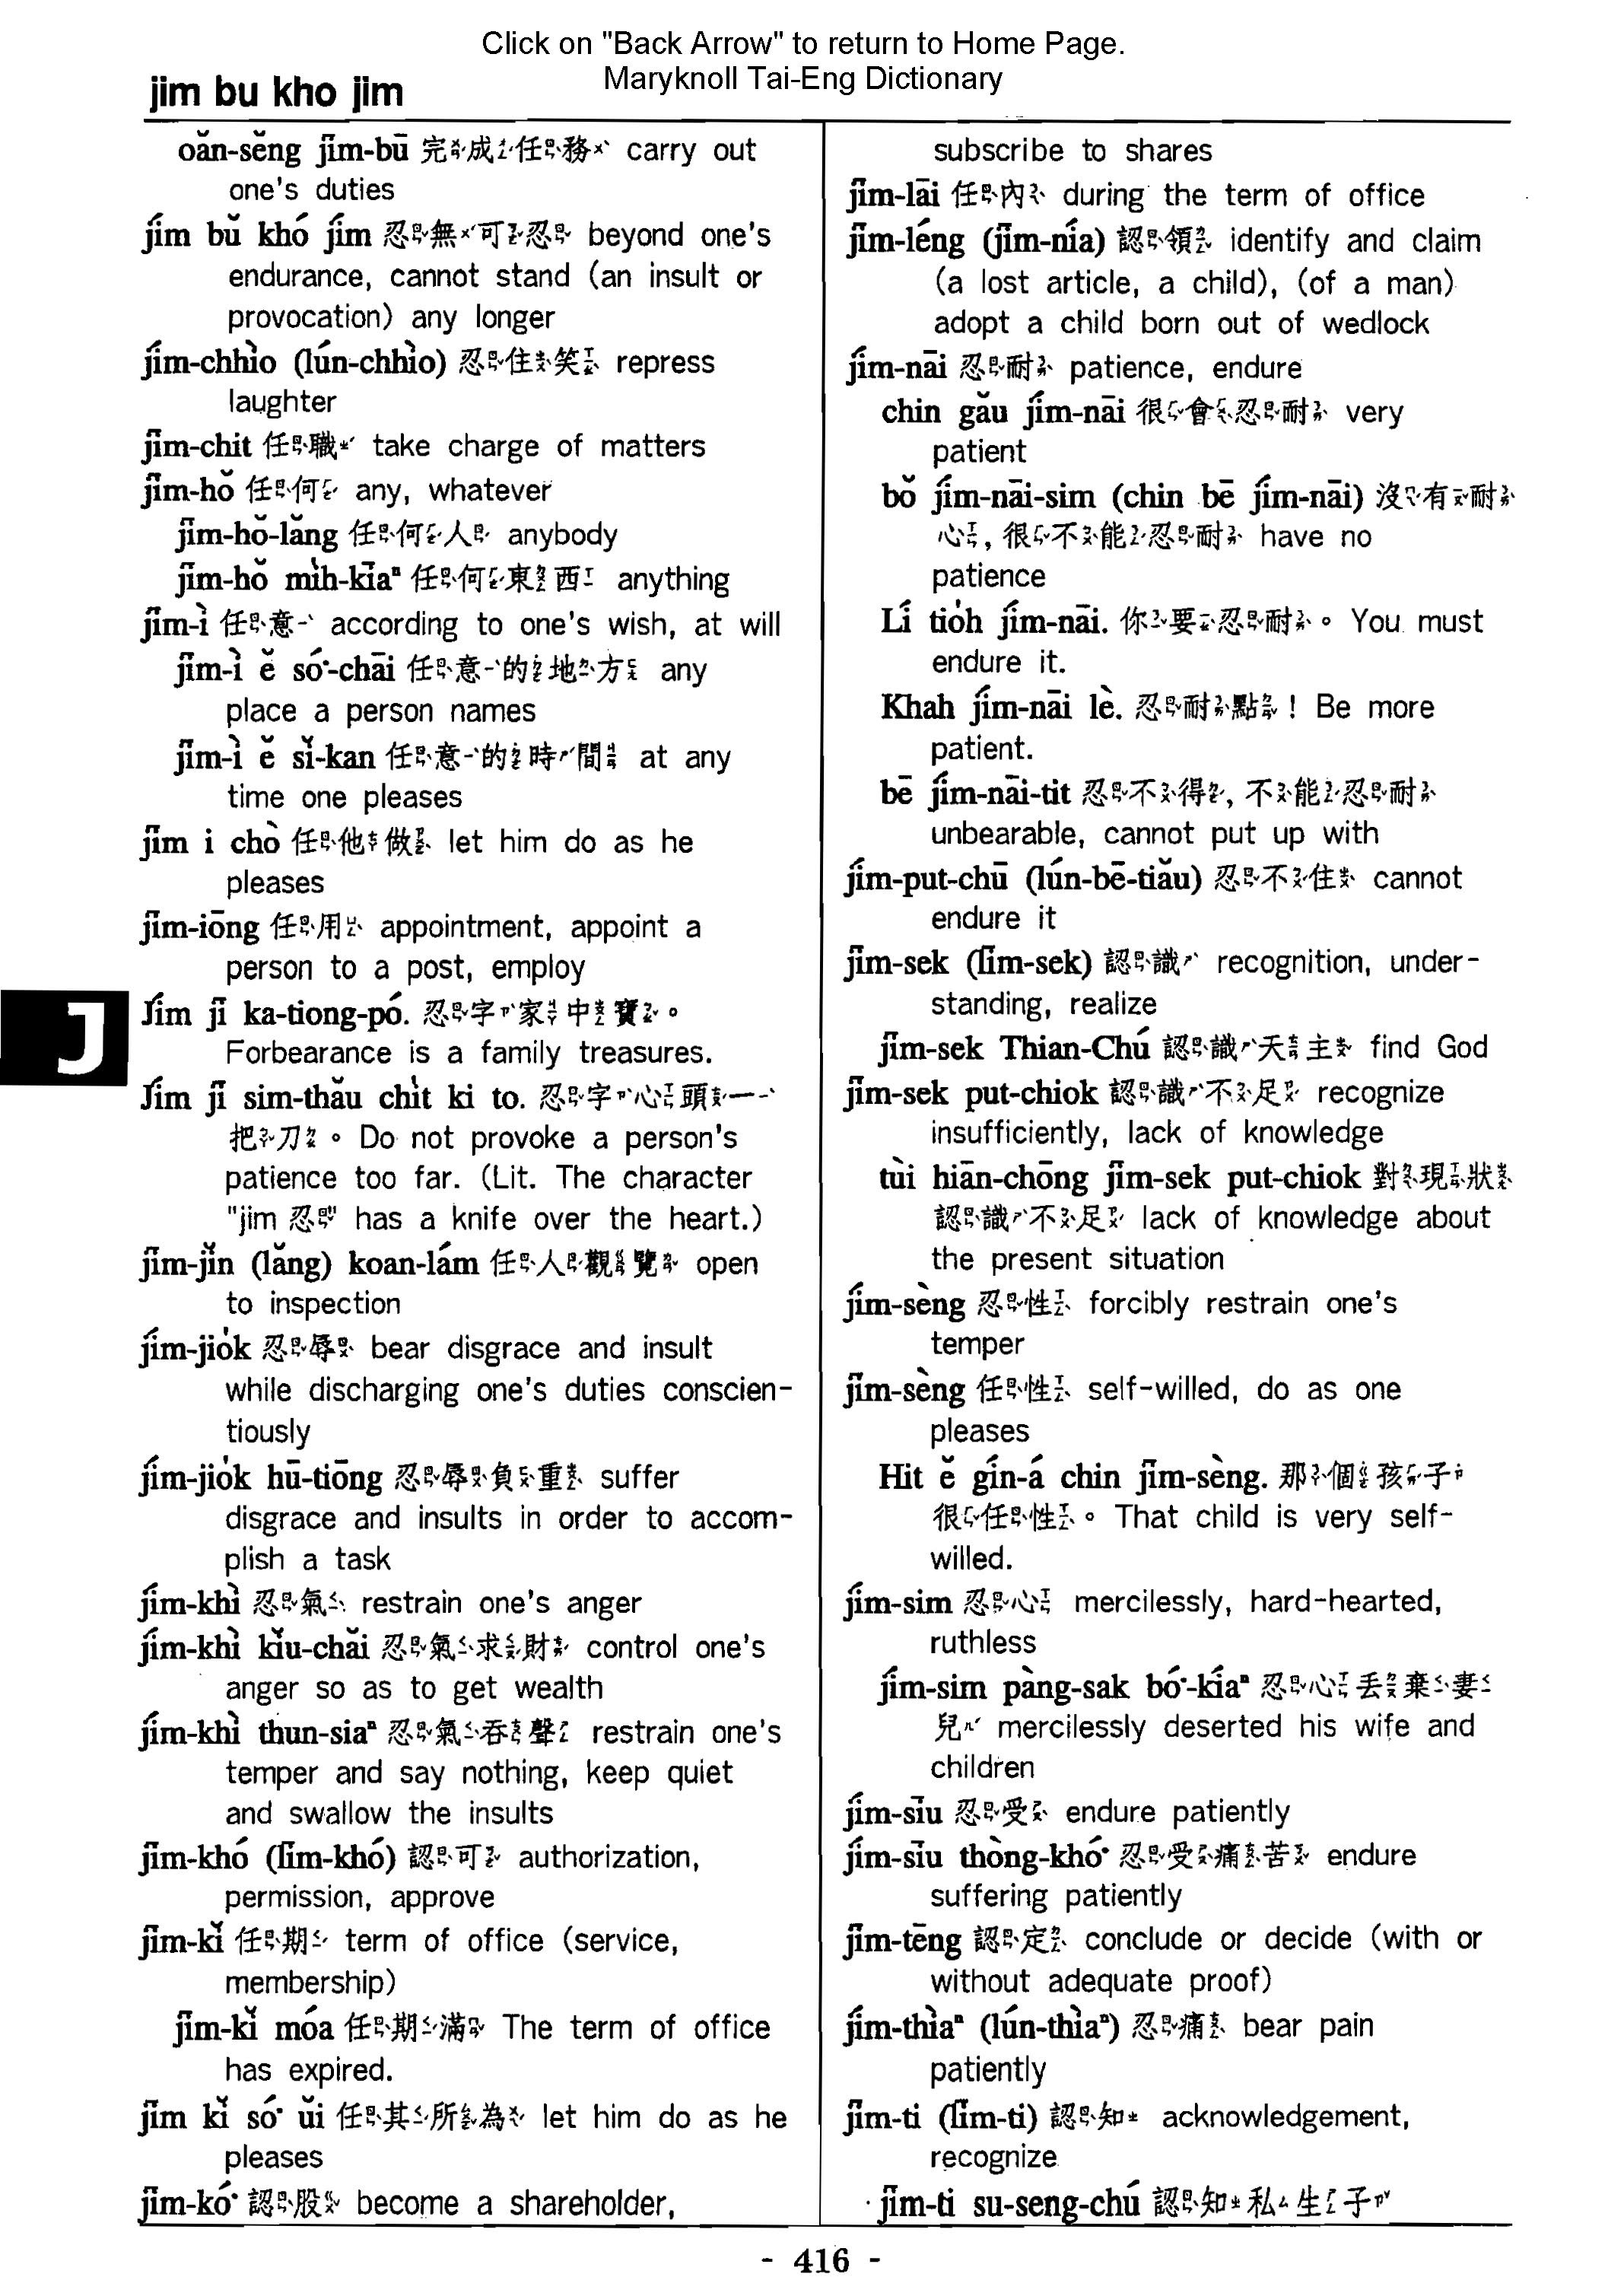 Click on "Back Arrow" to return to Home Page.
Maryknoll Tai-Eng Dictionary
jim bu kho jim
oăn-sĕng jīm-bū 完成任務 carry out
one's duties
jím bŭ khó jím 忍無可忍 beyond one's
endurance, cannot stand (an insult or
provocation) any longer
jím-chhiò (lún-chhiò) 忍住笑 repress
laughter
jīm-chit 任職 take charge of matters
jīm-hŏ 任何 any, whatever
jīm-hŏ-lăng 任何人 anybody
jīm-hŏ mi̍h-kīaⁿ 任何東西 anything
jīm-ì 任意 according to one's wish, at will
jīm-ì ĕ só͘-chāi 任意的地方 any
place a person names
jīm-ì ĕ sĭ-kan 任意的時間 at any
time one pleases
jīm i chò 任他做 let him do as he
pleases
jīm-iōng 任用 appointment, appoint a
person to a post, employ
Jím jī ka-tiong-pó. 忍字家中寶。
Forbearance is a family treasures.
Jím jī sim-thău chi̍t ki to. 忍字心頭一
把刀。 Do not provoke a person's
patience too far. (Lit. The character
"jim 忍" has a knife over the heart.)
jīm-jĭn (lăng) koan-lám 任人觀覽 open
to inspection
jím-jio̍k 忍辱 bear disgrace and insult
while discharging one's duties conscien-
tiously
jím-jio̍k hū-tiōng 忍辱負重 suffer
disgrace and insults in order to accom-
plish a task
jím-khì 忍氣 restrain one's anger
jím-khì kĭu-chăi 忍氣求財 control one's
anger so as to get wealth
jím-khì thun-siaⁿ 忍氣吞聲 restrain one's
temper and say nothing, keep quiet
and swallow the insults
jīm-khó (līm-khó) 認可 authorization,
permission, approve
jīm-kĭ 任期 term of office (service,
membership)
jīm-kĭ móa 任期滿 The term of office
has expired.
jīm kĭ só͘ ŭi 任其所為 let him do as he
pleases
jīm-kó͘ 認股 become a shareholder,
subscribe to shares
jīm-lāi 任內 during the term of office
jīm-léng (jīm-nía) 認領 identify and claim
(a lost article, a child), (of a man)
adopt a child born out of wedlock
jím-nāi 忍耐 patience, endure
chin gău jím-nāi 很會忍耐 very
patient
bŏ jím-nāi-sim (chin bē jím-nāi) 沒有耐
心, 很不能忍耐 have no
patience
Lí tio̍h jím-nāi. 你要忍耐。 You must
endure it.
Khah jím-nāi lè. 忍耐點! Be more
patient.
bē jím-nāi-tit 忍不得, 不能忍耐
unbearable, cannot put up with
jím-put-chū (lún-bē-tiău) 忍不住 cannot
endure it
jīm-sek (līm-sek) 認識 recognition, under-
standing, realize
jīm-sek Thian-Chú 認識天主 find God
jīm-sek put-chiok 認識不足 recognize
insufficiently, lack of knowledge
tùi hiān-chōng jīm-sek put-chiok 對現狀
認識不足 lack of knowledge about
the present situation
jím-sèng 忍性 forcibly restrain one's
temper
jīm-sèng 任性 self-willed, do as one
pleases
Hit ĕ gín-á chin jīm-sèng. 那個孩子
很任性。 That child is very self-
willed.
jím-sim 忍心 mercilessly, hard-hearted,
ruthless
jím-sim pàng-sak bó͘-kíaⁿ 忍心丟棄妻
兒 mercilessly deserted his wife and
children
jím-sīu 忍受 endure patiently
jím-sīu thòng-khó͘ 忍受痛苦 endure
suffering patiently
jīm-tēng 認定 conclude or decide (with or
without adequate proof)
jím-thìaⁿ (lún-thìaⁿ) 忍痛 bear pain
patiently
jīm-ti (līm-ti) 認知 acknowledgement,
recognize
jīm-ti su-seng-chú 認知私生子
J
- 416 -